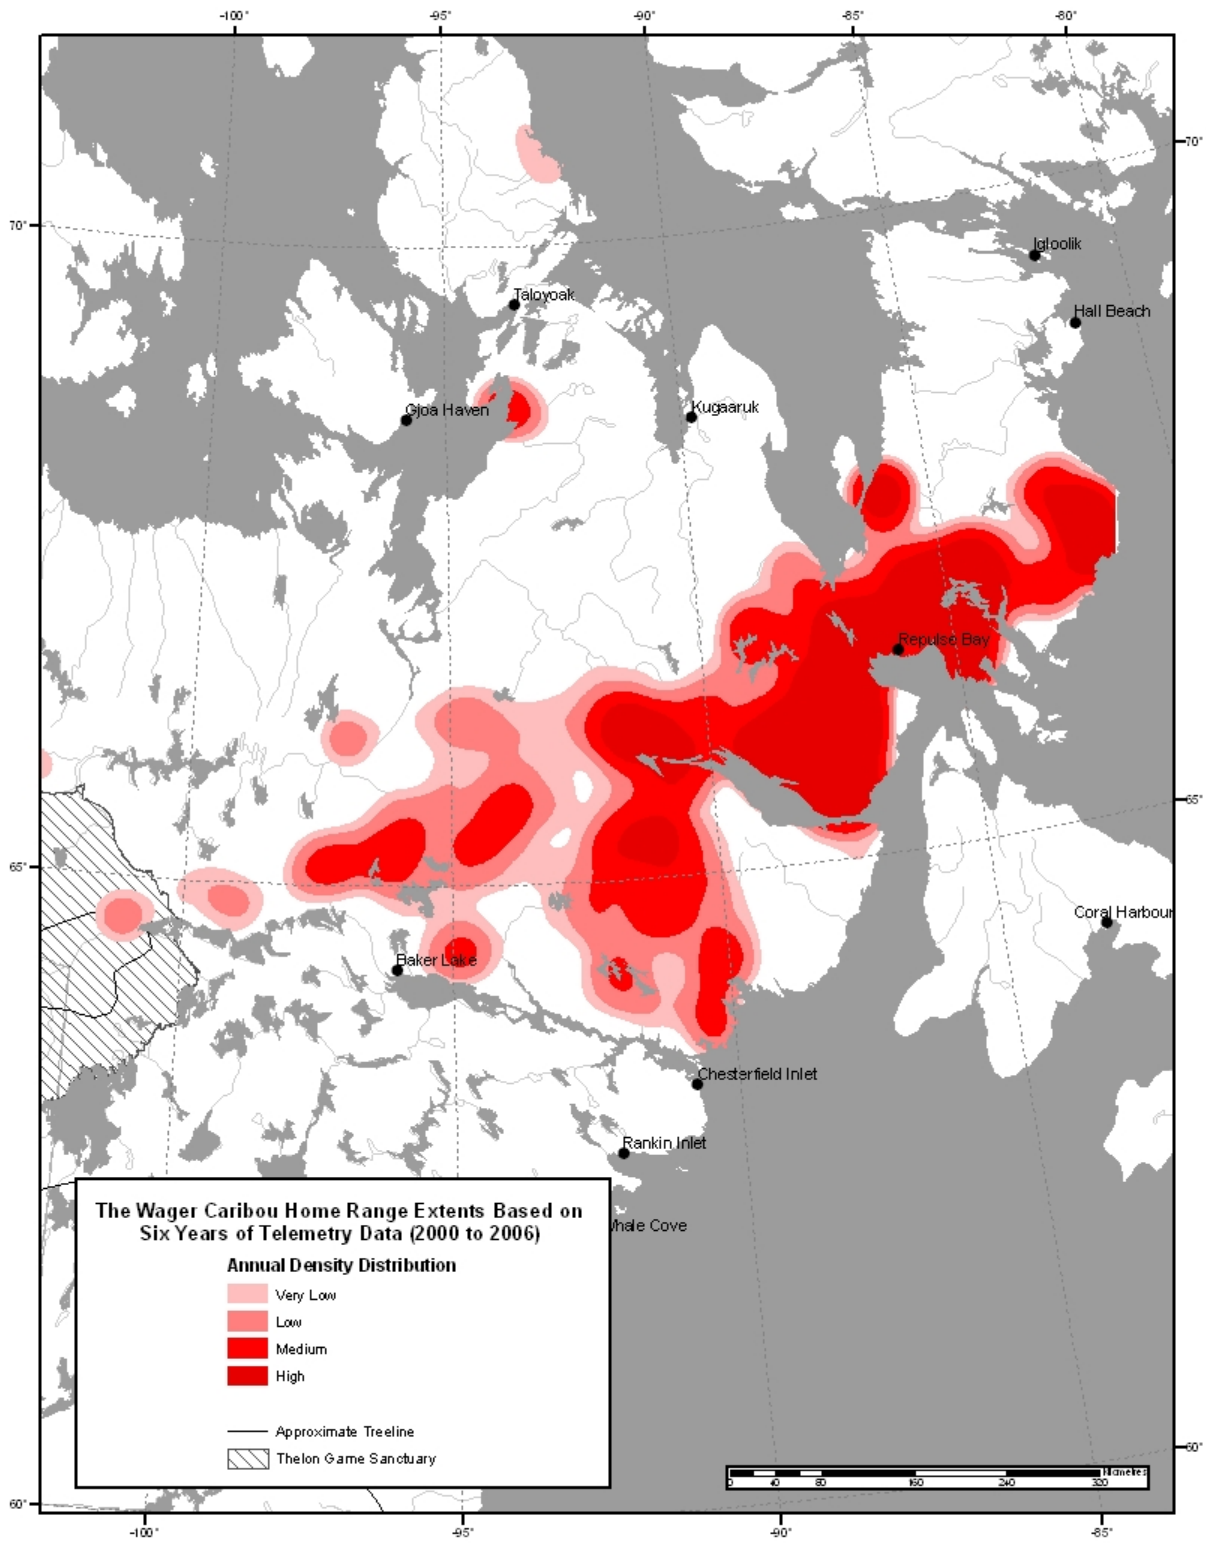 -100° -95° -90° -85° -80°
70°
70°
Igloolik
Taloyoak
Hall Beach
Gjoa Haven
Kugaaruk
Repulse Bay
65°
65°
Coral Harbour
Baker Lake
Chesterfield Inlet
Rankin Inlet
Whale Cove
The Wager Caribou Home Range Extents Based on
Six Years of Telemetry Data (2000 to 2006)
Annual Density Distribution
Very Low
Low
Medium
High
Approximate Treeline
Thelon Game Sanctuary
60°
Kilometres
0 40 80 160 240 320
60°
-100° -95° -90° -85°